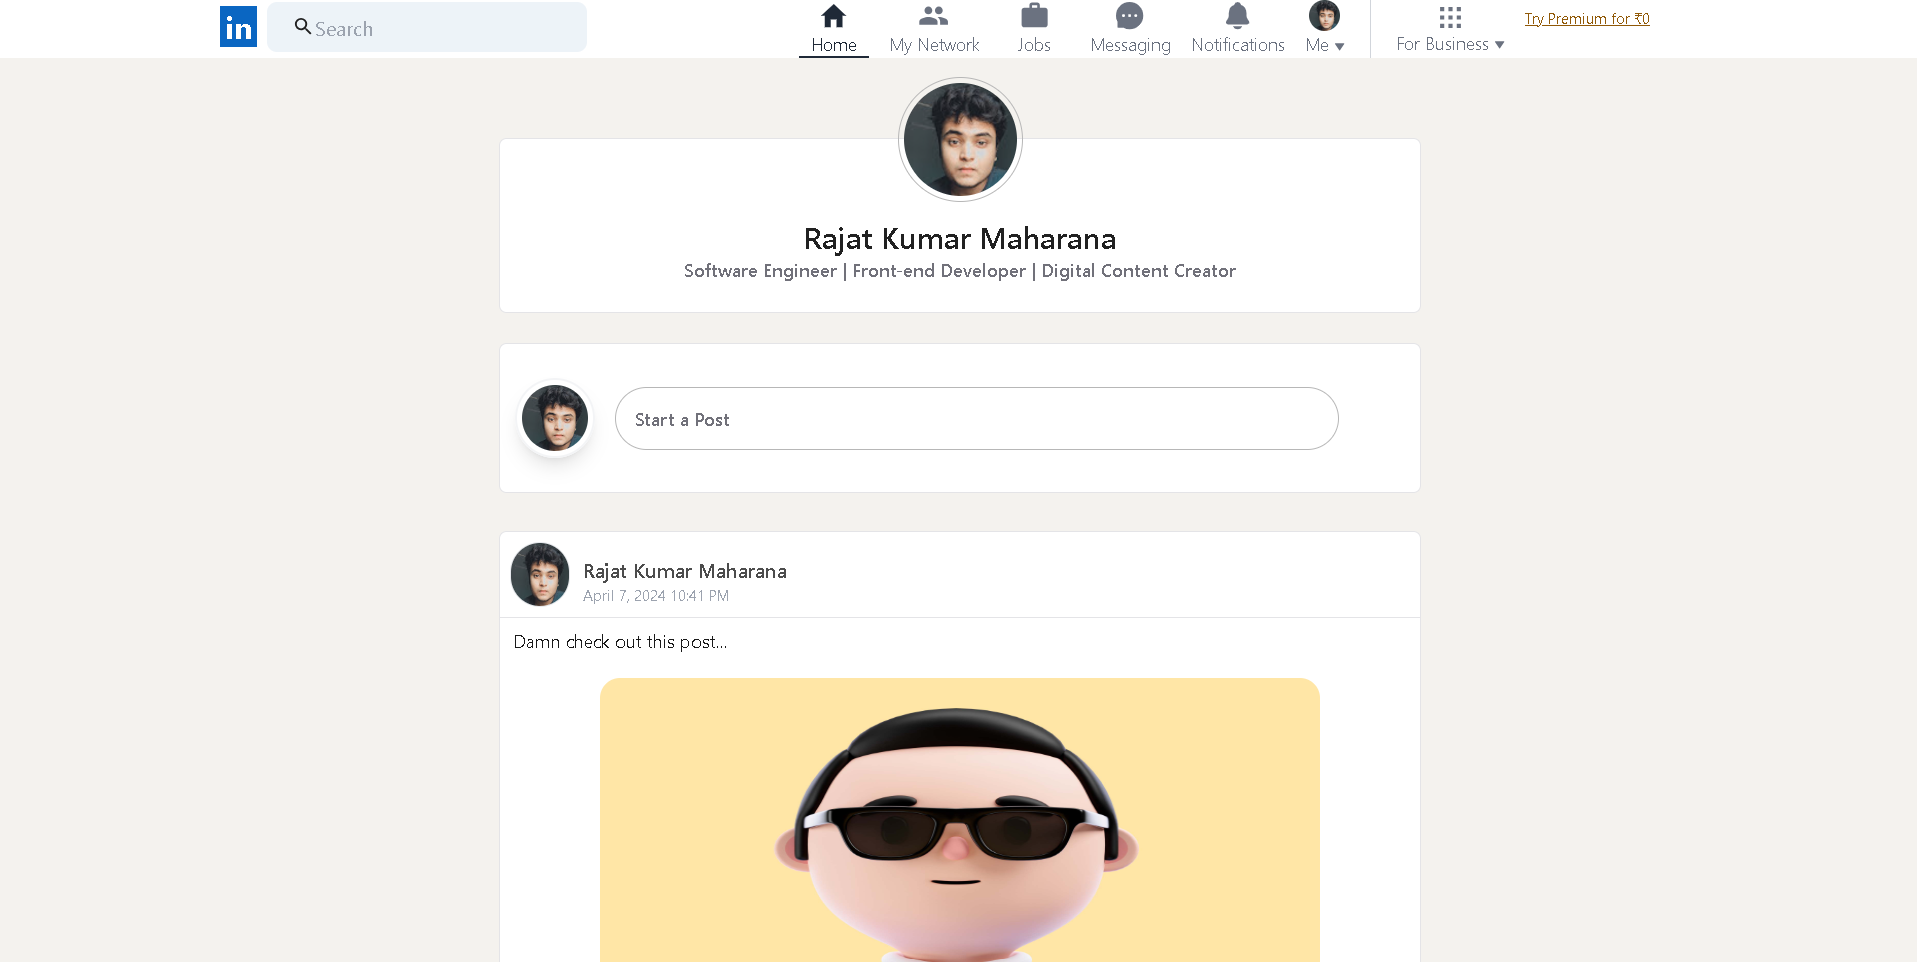 in Search
Home My Network Jobs Messaging Notifications Me ▼ For Business ▼ Try Premium for ₹0
Rajat Kumar Maharana
Software Engineer | Front-end Developer | Digital Content Creator
Start a Post
Rajat Kumar Maharana
April 7, 2024 10:41 PM
Damn check out this post...